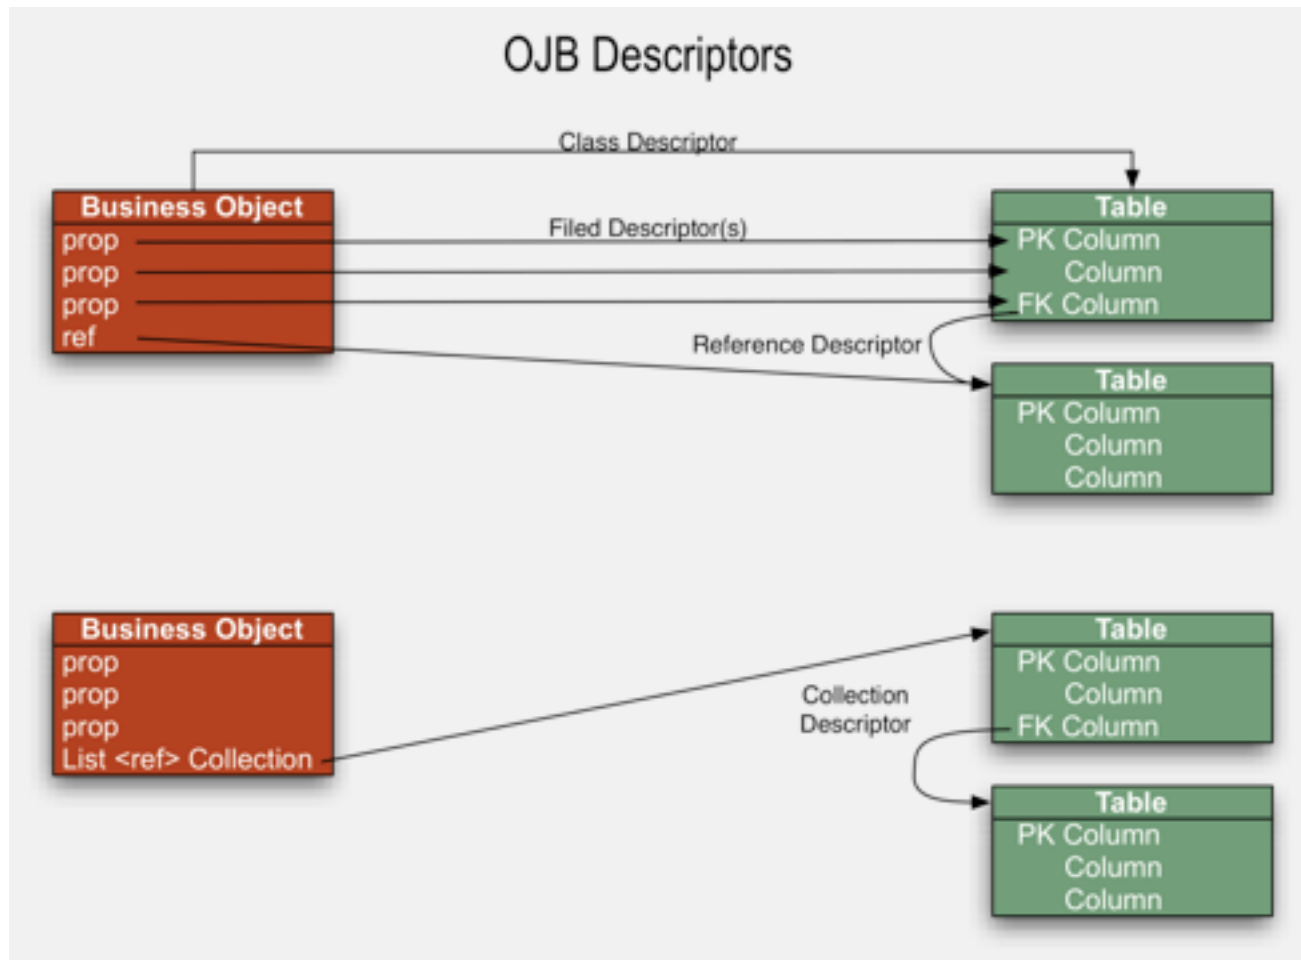 OJB Descriptors
Class Descriptor
Business Object
prop
prop
prop
ref
Filed Descriptor(s)
Table
PK Column
Column
FK Column
Reference Descriptor
Table
PK Column
Column
Column
Business Object
prop
prop
prop
List <ref> Collection
Collection
Descriptor
Table
PK Column
Column
FK Column
Table
PK Column
Column
Column